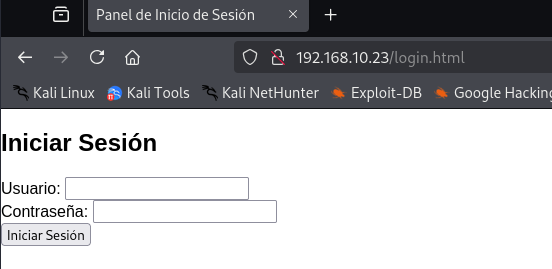 Panel de Inicio de Sesión
192.168.10.23/login.html
Kali Linux Kali Tools Kali NetHunter Exploit-DB Google Hacking
Iniciar Sesión
Usuario:
Contraseña:
Iniciar Sesión